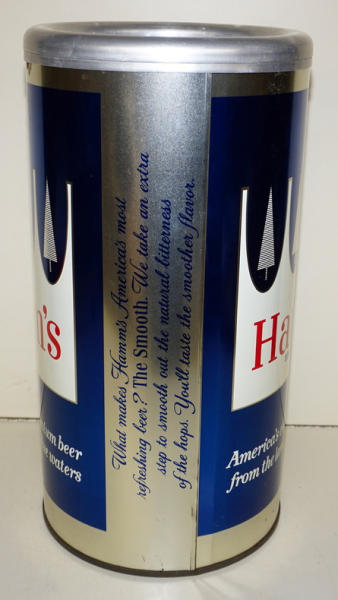 What makes Hamm's America's most
refreshing beer? The Smooth. We take an extra
step to smooth out the natural bitterness
of the hops. You'll taste the smoother flavor.
's
beer
waters
Ha
America's
from the